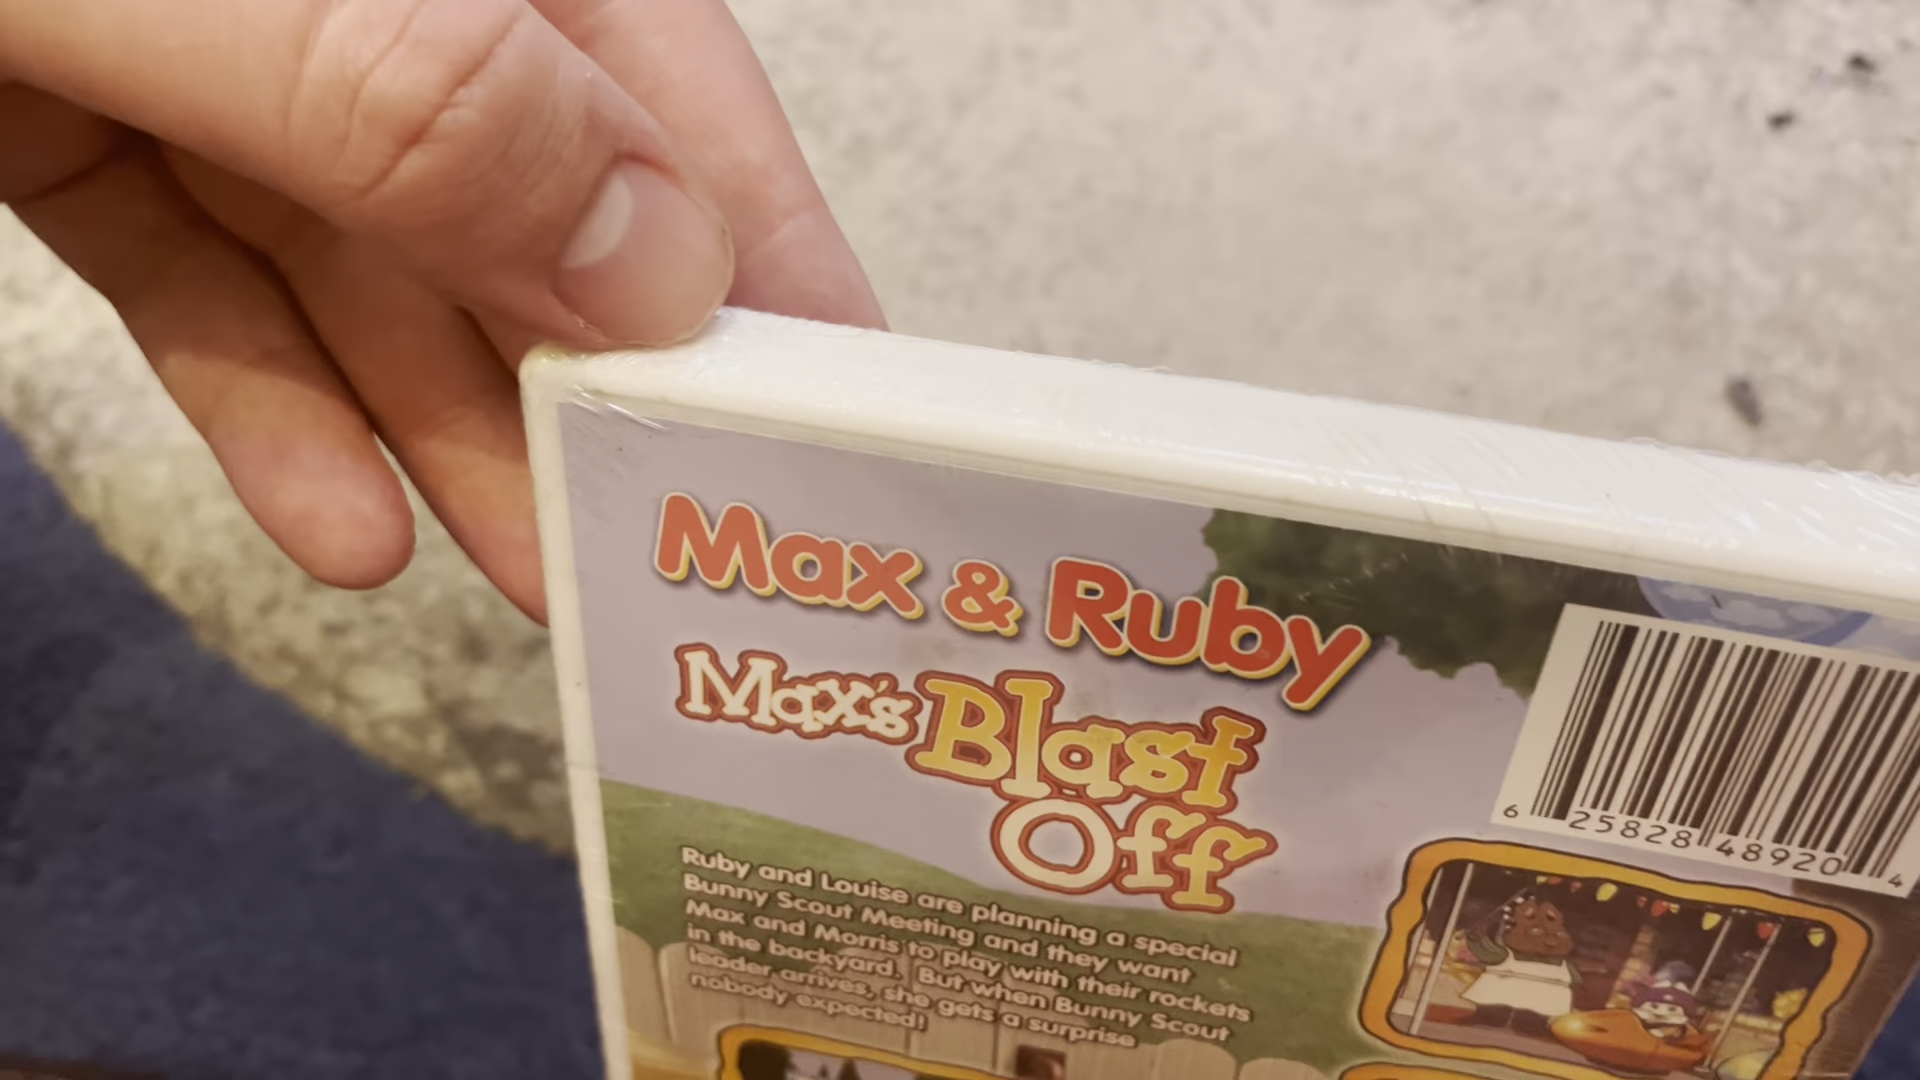 Max & Ruby
Max's Blast
Off
6 25828 48920 4
Ruby and Louise are planning a special
Bunny Scout Meeting and they want
Max and Morris to play with their rockets
in the backyard. But when Bunny Scout
leader arrives, she gets a surprise
nobody expected!